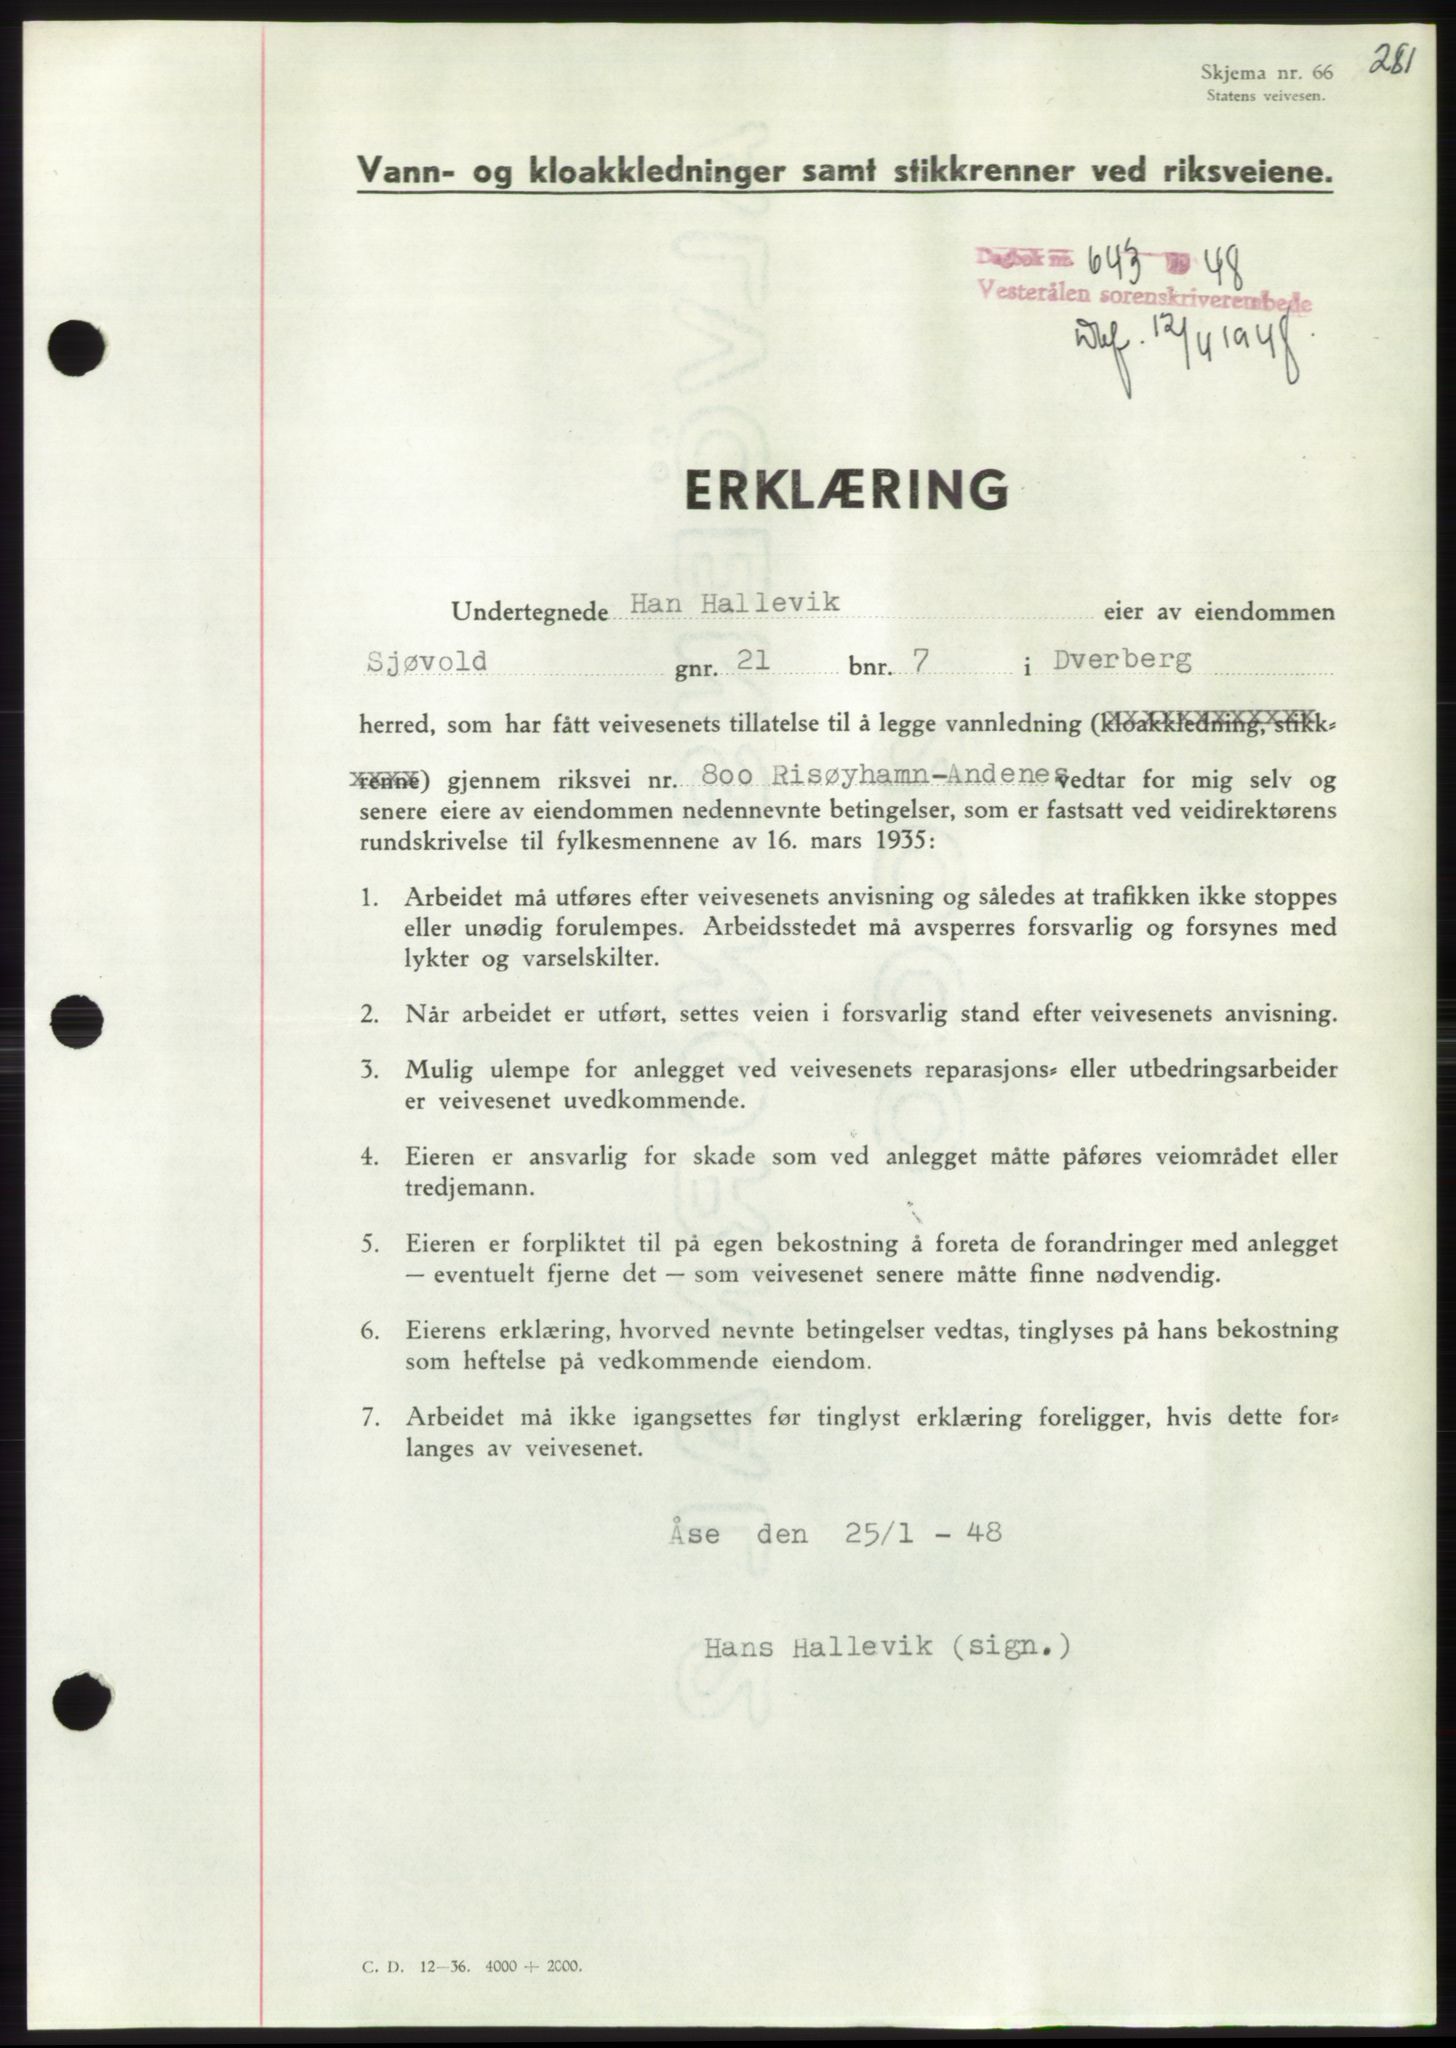 281
Skjema nr. 66
Statens veivesen.
Vann- og kloakkledninger samt stikkrenner ved riksveiene.
Dagbok nr. 643 19 48
Vesterålen sorenskriverembede
12/4 1948.
ERKLÆRING
Undertegnede Han Hallevik eier av eiendommen
Sjøvold gnr. 21 bnr. 7 i Dverberg
herred, som har fått veivesenets tillatelse til å legge vannledning (kloakkledning, stikk-
renne) gjennem riksvei nr. 800 Risøyhamn-Andenes vedtar for mig selv og
senere eiere av eiendommen nedennevnte betingelser, som er fastsatt ved veidirektørens
rundskrivelse til fylkesmennene av 16. mars 1935:
1. Arbeidet må utføres efter veivesenets anvisning og således at trafikken ikke stoppes
eller unødig forulempes. Arbeidsstedet må avsperres forsvarlig og forsynes med
lykter og varselskilter.
2. Når arbeidet er utført, settes veien i forsvarlig stand efter veivesenets anvisning.
3. Mulig ulempe for anlegget ved veivesenets reparasjons- eller utbedringsarbeider
er veivesenet uvedkommende.
4. Eieren er ansvarlig for skade som ved anlegget måtte påføres veiområdet eller
tredjemann.
5. Eieren er forpliktet til på egen bekostning å foreta de forandringer med anlegget
— eventuelt fjerne det — som veivesenet senere måtte finne nødvendig.
6. Eierens erklæring, hvorved nevnte betingelser vedtas, tinglyses på hans bekostning
som heftelse på vedkommende eiendom.
7. Arbeidet må ikke igangsettes før tinglyst erklæring foreligger, hvis dette for-
langes av veivesenet.
Åse den 25/1 - 48
Hans Hallevik (sign.)
C. D. 12—36. 4000 + 2000.